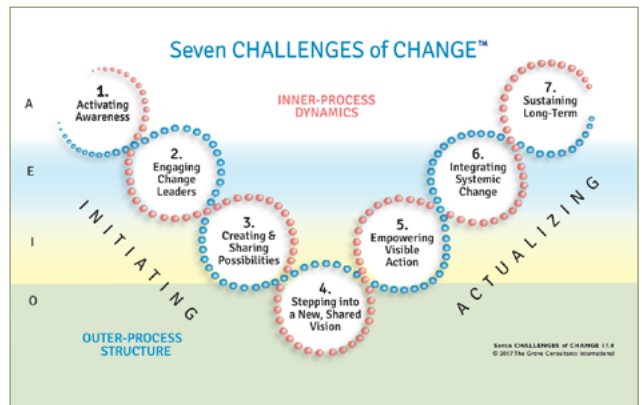 Seven CHALLENGES of CHANGE™
INNER-PROCESS
DYNAMICS
A
E
I
O
1.
Activating
Awareness
2.
Engaging
Change
Leaders
3.
Creating &
Sharing
Possibilities
4.
Stepping into
a New, Shared
Vision
5.
Empowering
Visible
Action
6.
Integrating
Systemic
Change
7.
Sustaining
Long-Term
INITIATING
ACTUALIZING
OUTER-PROCESS
STRUCTURE
Seven CHALLENGES of CHANGE 17.0
© 2017 The Grove Consultants International